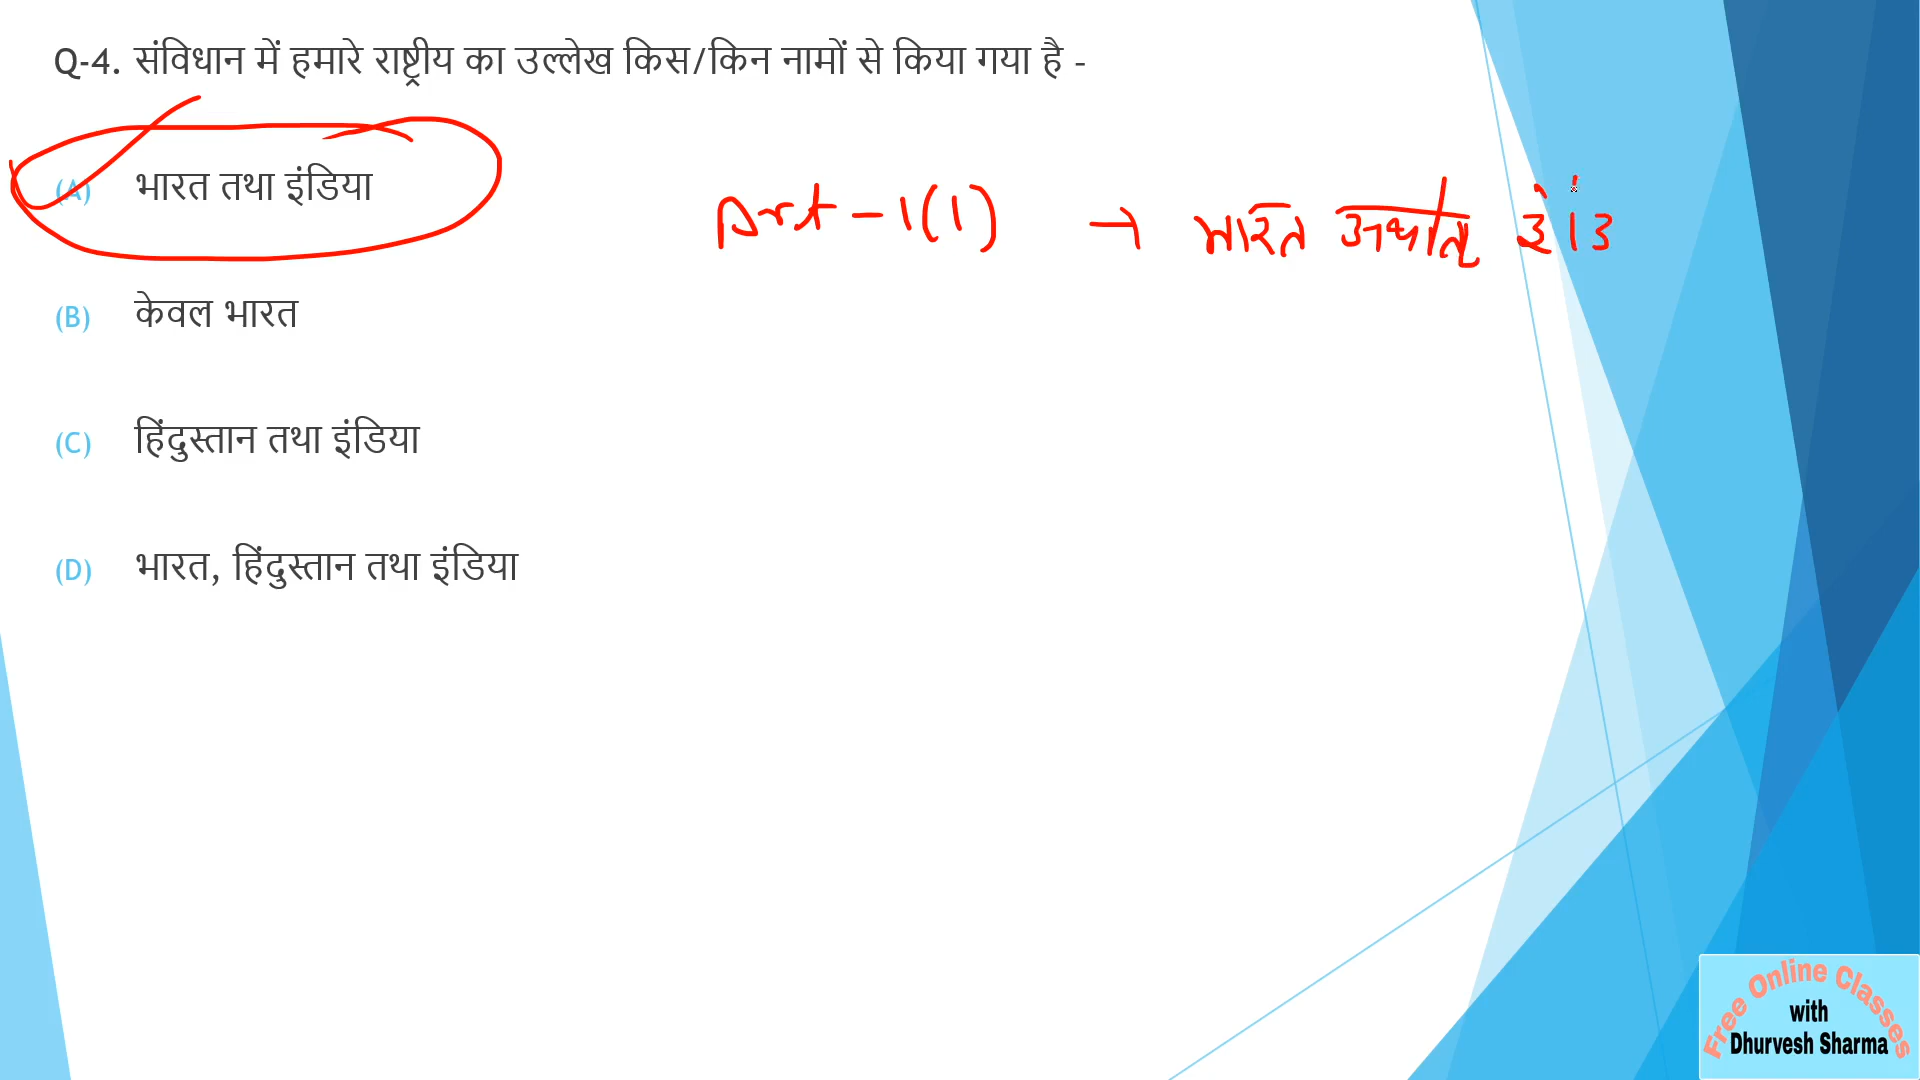 Q-4. संविधान में हमारे राष्ट्रीय का उल्लेख किस/किन नामों से किया गया है -
(A) भारत तथा इंडिया
Art - 1(1) → भारत अर्थात्
(B) केवल भारत
(C) हिंदुस्तान तथा इंडिया
(D) भारत, हिंदुस्तान तथा इंडिया
Free Online Classes
with
Dhurvesh Sharma